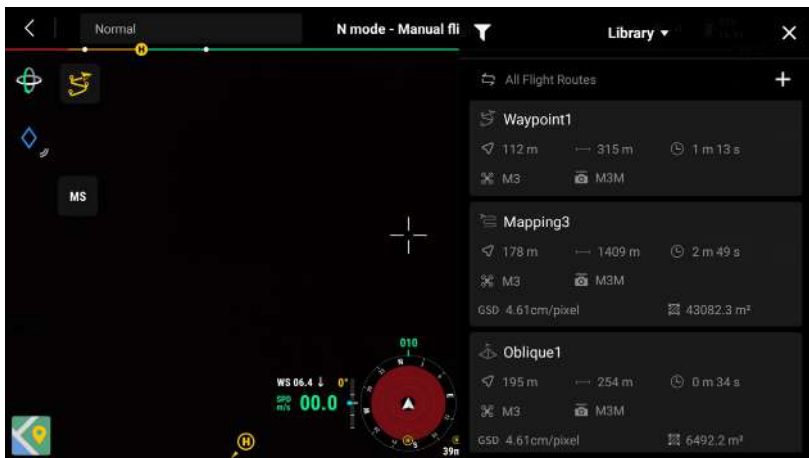 Normal
N mode - Manual fli
Library
All Flight Routes
Waypoint1
112 m
315 m
1 m 13 s
M3
M3M
MS
Mapping3
178 m
1409 m
2 m 49 s
M3
M3M
GSD 4.61cm/pixel
43082.3 m²
Oblique1
195 m
254 m
0 m 34 s
M3
M3M
GSD 4.61cm/pixel
6492.2 m²
010
N
E
S
W
WS 06.4
0°
SPD
m/s
00.0
H
H
39m